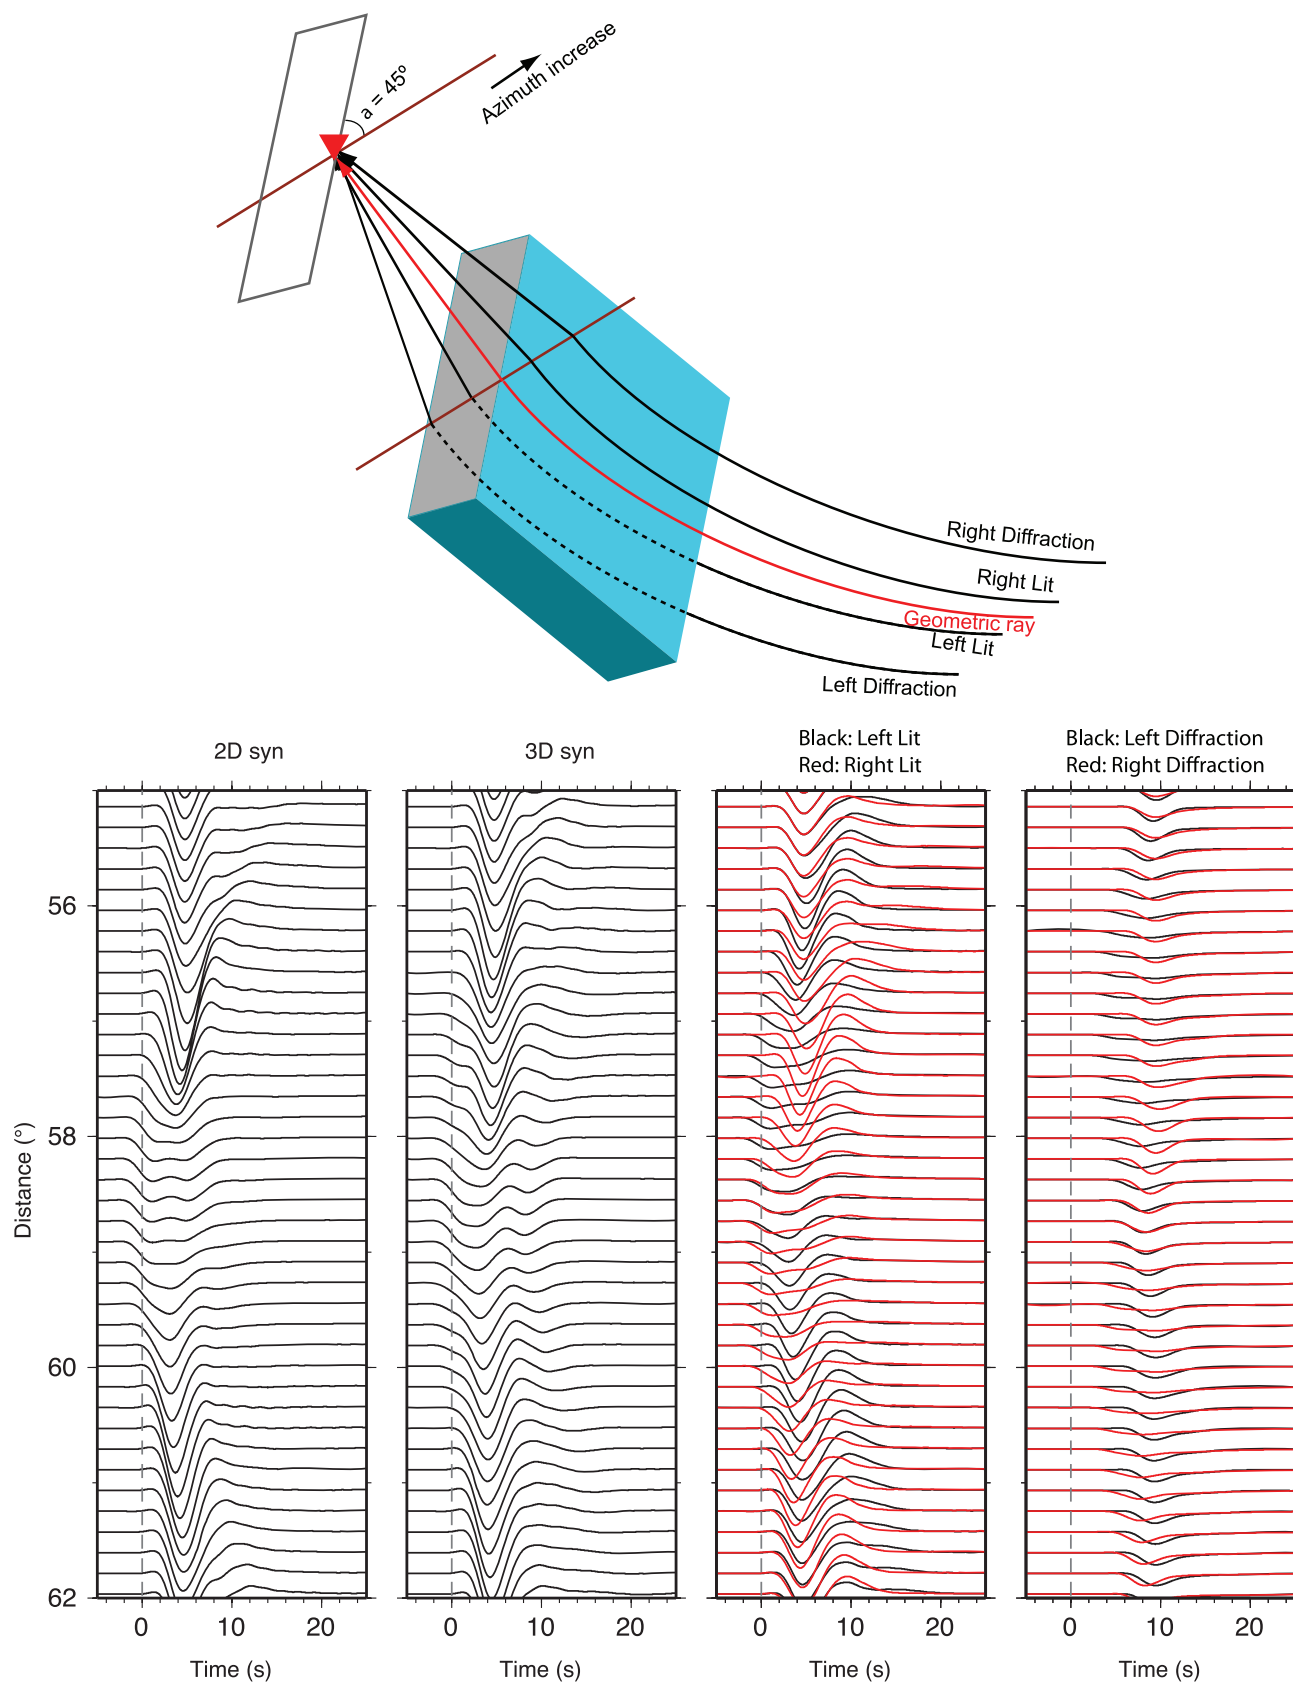 a = 45º
Azimuth increase
Right Diffraction
Right Lit
Geometric ray
Left Lit
Left Diffraction
2D syn
3D syn
Black: Left Lit
Red: Right Lit
Black: Left Diffraction
Red: Right Diffraction
Distance (°)
56
58
60
62
0 10 20
0 10 20
0 10 20
0 10 20
Time (s)
Time (s)
Time (s)
Time (s)